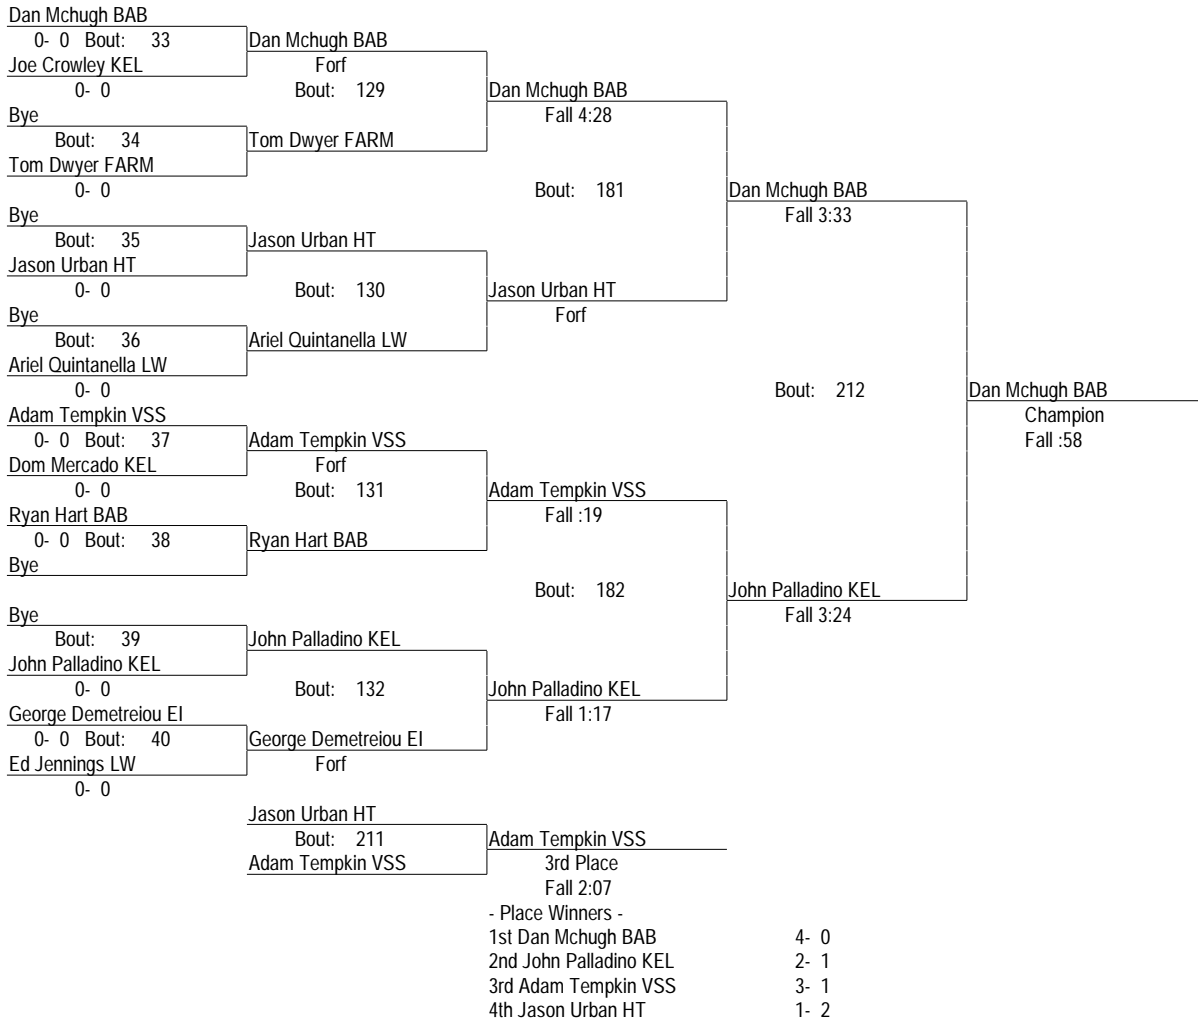 Dan Mchugh BAB
0- 0 Bout: 33 Dan Mchugh BAB
Joe Crowley KEL Forf
0- 0 Bout: 129 Dan Mchugh BAB
Bye Fall 4:28
Bout: 34 Tom Dwyer FARM
Tom Dwyer FARM
0- 0 Bout: 181 Dan Mchugh BAB
Bye Fall 3:33
Bout: 35 Jason Urban HT
Jason Urban HT
0- 0 Bout: 130 Jason Urban HT
Bye Forf
Bout: 36 Ariel Quintanella LW
Ariel Quintanella LW
0- 0 Bout: 212 Dan Mchugh BAB
Adam Tempkin VSS Champion
0- 0 Bout: 37 Adam Tempkin VSS Fall :58
Dom Mercado KEL Forf
0- 0 Bout: 131 Adam Tempkin VSS
Ryan Hart BAB Fall :19
0- 0 Bout: 38 Ryan Hart BAB
Bye
Bout: 182 John Palladino KEL
Bye Fall 3:24
Bout: 39 John Palladino KEL
John Palladino KEL
0- 0 Bout: 132 John Palladino KEL
George Demetreiou EI Fall 1:17
0- 0 Bout: 40 George Demetreiou EI
Ed Jennings LW Forf
0- 0
Jason Urban HT
Bout: 211 Adam Tempkin VSS
Adam Tempkin VSS 3rd Place
Fall 2:07
- Place Winners -
1st Dan Mchugh BAB 4- 0
2nd John Palladino KEL 2- 1
3rd Adam Tempkin VSS 3- 1
4th Jason Urban HT 1- 2